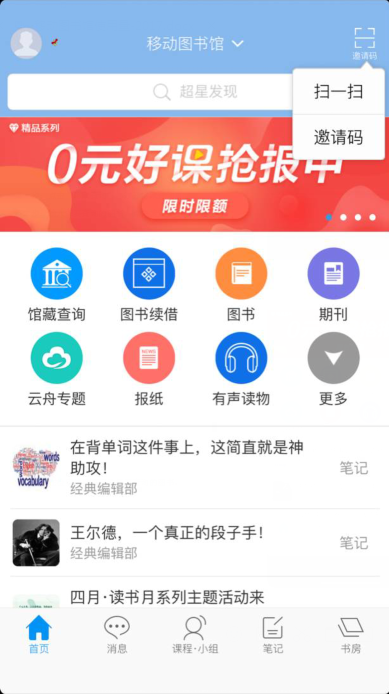 移动图书馆
邀请码
超星发现
扫一扫
邀请码
精品系列
0元好课抢报中
限时限额
馆藏查询
图书续借
图书
期刊
NEWS
云舟专题
报纸
有声读物
更多
words
vocabulary
在背单词这件事上，这简直就是神
助攻！
笔记
经典编辑部
王尔德，一个真正的段子手！
笔记
经典编辑部
四月·读书月系列主题活动来
首页
消息
课程·小组
笔记
书房